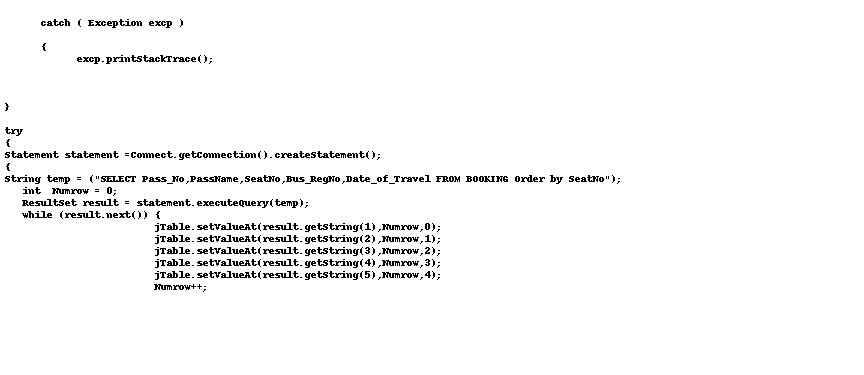 catch ( Exception excp )
{
excp.printStackTrace();
}
try
{
Statement statement =Connect.getConnection().createStatement();
{
String temp = ("SELECT Pass_No,PassName,SeatNo,Bus_RegNo,Date_of_Travel FROM BOOKING Order by SeatNo");
int Numrow = 0;
ResultSet result = statement.executeQuery(temp);
while (result.next()) {
jTable.setValueAt(result.getString(1),Numrow,0);
jTable.setValueAt(result.getString(2),Numrow,1);
jTable.setValueAt(result.getString(3),Numrow,2);
jTable.setValueAt(result.getString(4),Numrow,3);
jTable.setValueAt(result.getString(5),Numrow,4);
Numrow++;